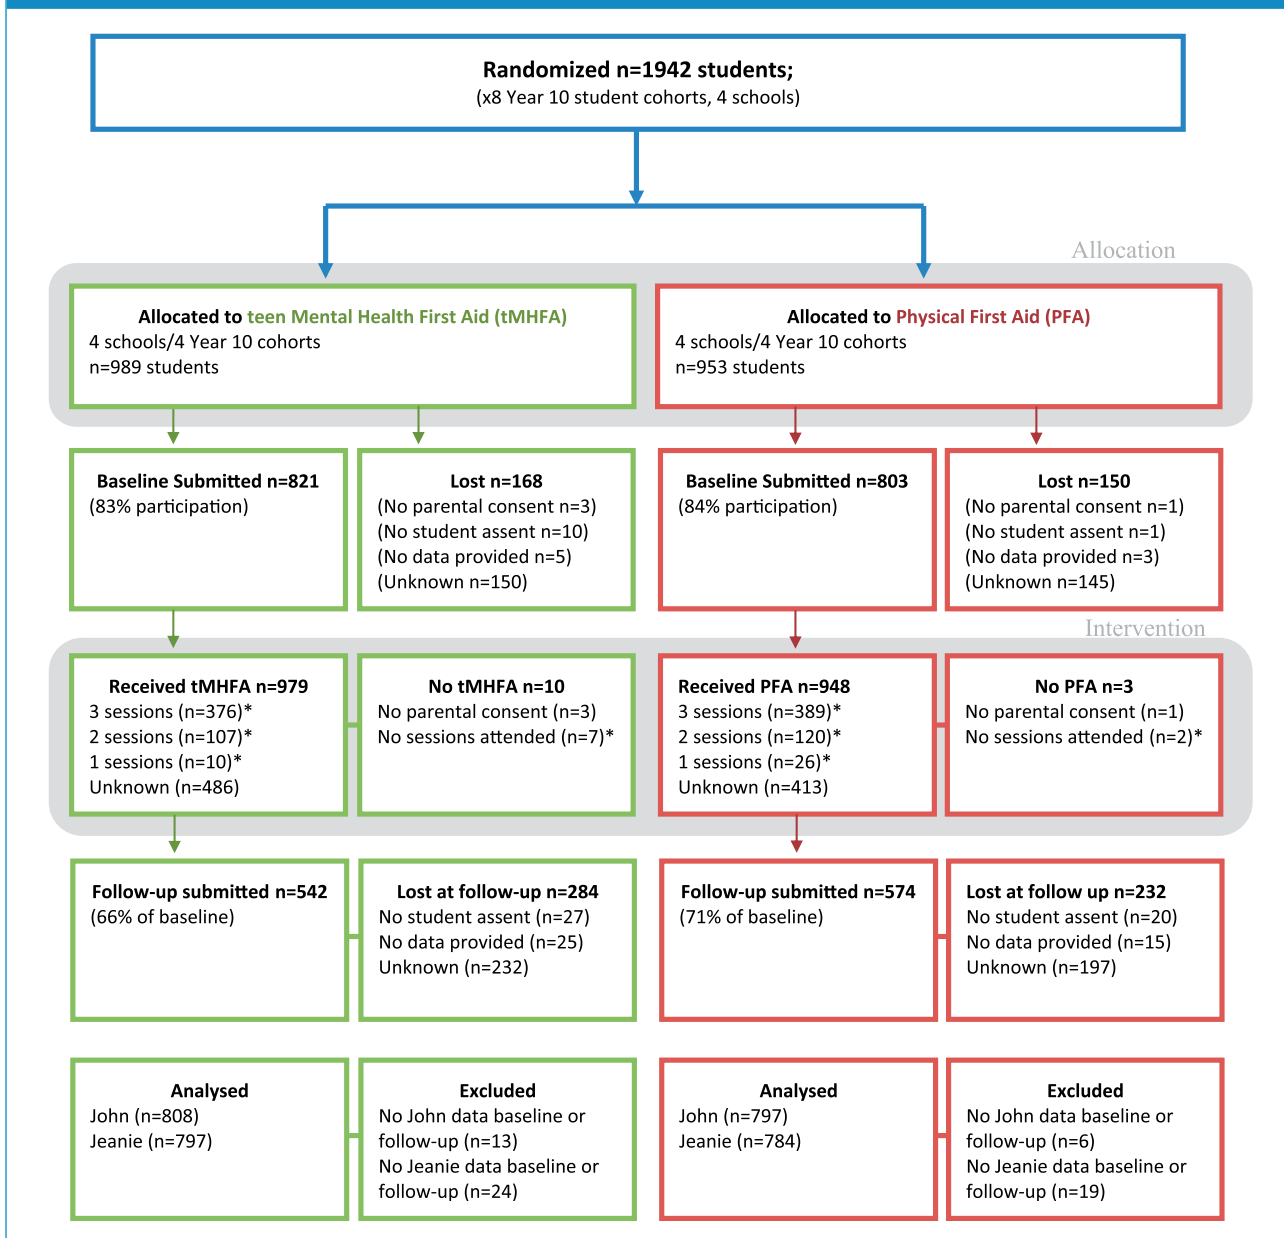 Randomized n=1942 students;
(x8 Year 10 student cohorts, 4 schools)
Allocation
Allocated to teen Mental Health First Aid (tMHFA)
4 schools/4 Year 10 cohorts
n=989 students
Allocated to Physical First Aid (PFA)
4 schools/4 Year 10 cohorts
n=953 students
Baseline Submitted n=821
(83% participation)
Lost n=168
(No parental consent n=3)
(No student assent n=10)
(No data provided n=5)
(Unknown n=150)
Baseline Submitted n=803
(84% participation)
Lost n=150
(No parental consent n=1)
(No student assent n=1)
(No data provided n=3)
(Unknown n=145)
Intervention
Received tMHFA n=979
3 sessions (n=376)*
2 sessions (n=107)*
1 sessions (n=10)*
Unknown (n=486)
No tMHFA n=10
No parental consent (n=3)
No sessions attended (n=7)*
Received PFA n=948
3 sessions (n=389)*
2 sessions (n=120)*
1 sessions (n=26)*
Unknown (n=413)
No PFA n=3
No parental consent (n=1)
No sessions attended (n=2)*
Follow-up submitted n=542
(66% of baseline)
Lost at follow-up n=284
No student assent (n=27)
No data provided (n=25)
Unknown (n=232)
Follow-up submitted n=574
(71% of baseline)
Lost at follow up n=232
No student assent (n=20)
No data provided (n=15)
Unknown (n=197)
Analysed
John (n=808)
Jeanie (n=797)
Excluded
No John data baseline or
follow-up (n=13)
No Jeanie data baseline or
follow-up (n=24)
Analysed
John (n=797)
Jeanie (n=784)
Excluded
No John data baseline or
follow-up (n=6)
No Jeanie data baseline or
follow-up (n=19)